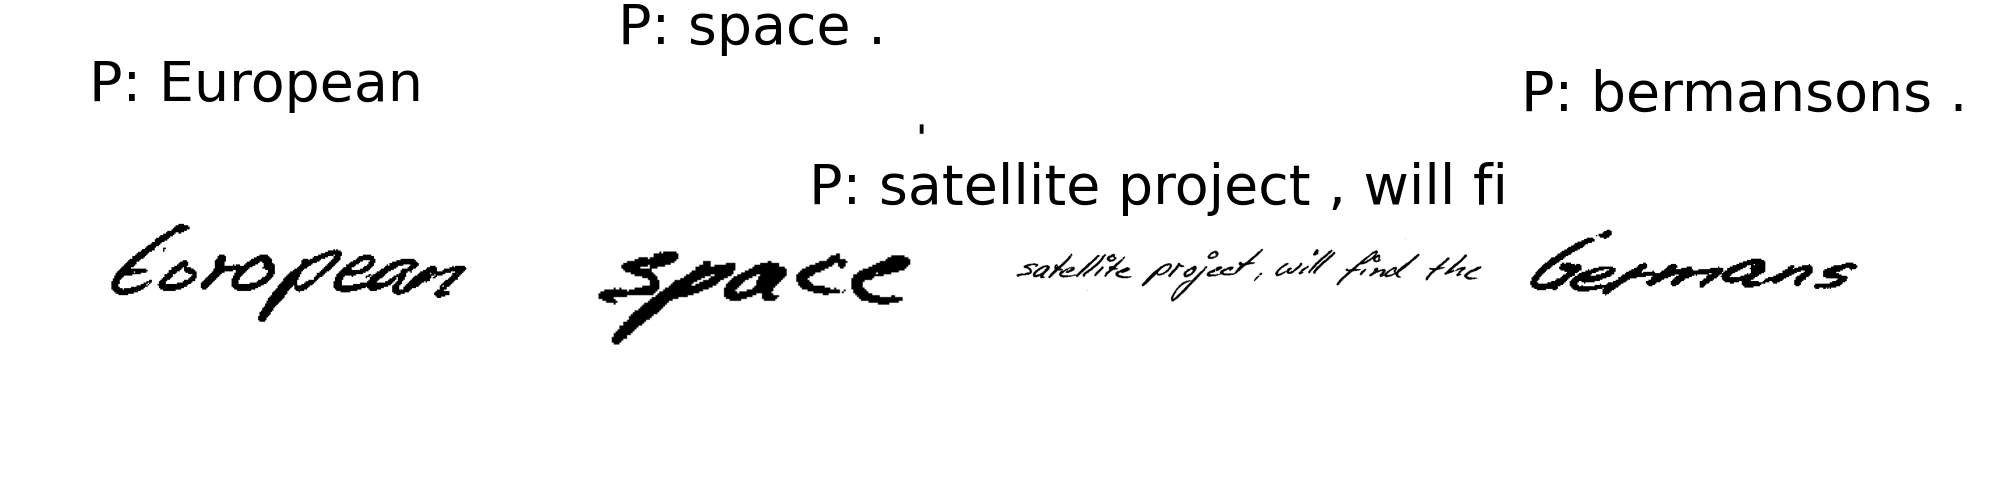 P: space .
P: European
P: bermansons .
'
P: satellite project , will fi
European space satellite project, will find the Germans